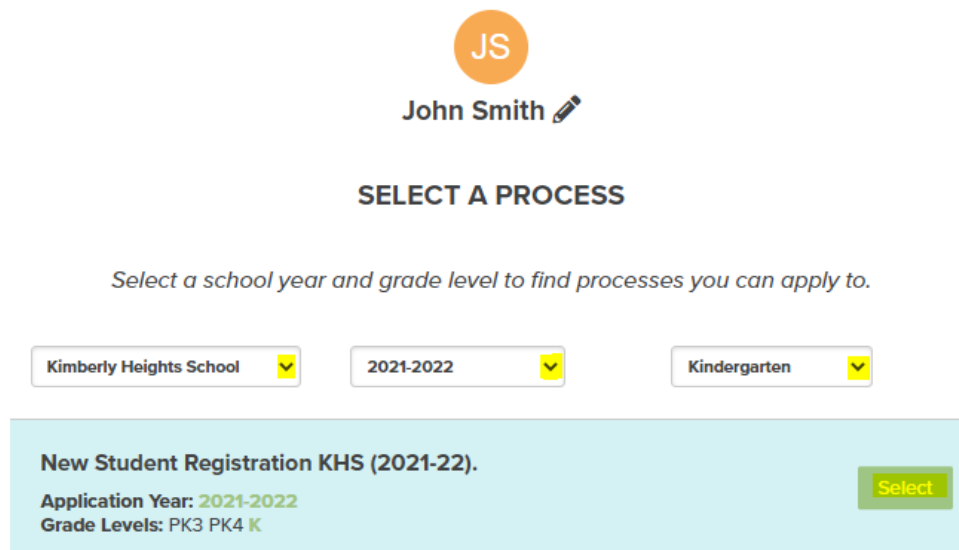 JS
John Smith
SELECT A PROCESS
Select a school year and grade level to find processes you can apply to.
Kimberly Heights School 2021-2022 Kindergarten
New Student Registration KHS (2021-22).
Select
Application Year: 2021-2022
Grade Levels: PK3 PK4 K